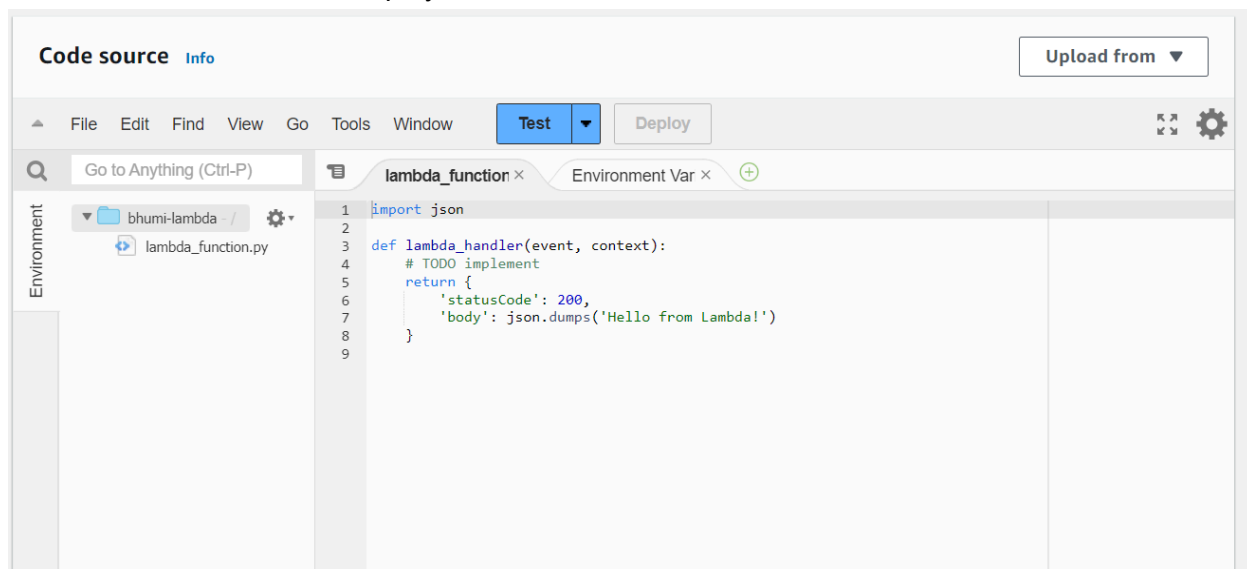 Code source Info
Upload from ▼
File Edit Find View Go Tools Window Test Deploy
Go to Anything (Ctrl-P)
lambda_function × Environment Var ×
Environment
bhumi-lambda - /
lambda_function.py
1 import json
2
3 def lambda_handler(event, context):
4     # TODO implement
5     return {
6         'statusCode': 200,
7         'body': json.dumps('Hello from Lambda!')
8     }
9